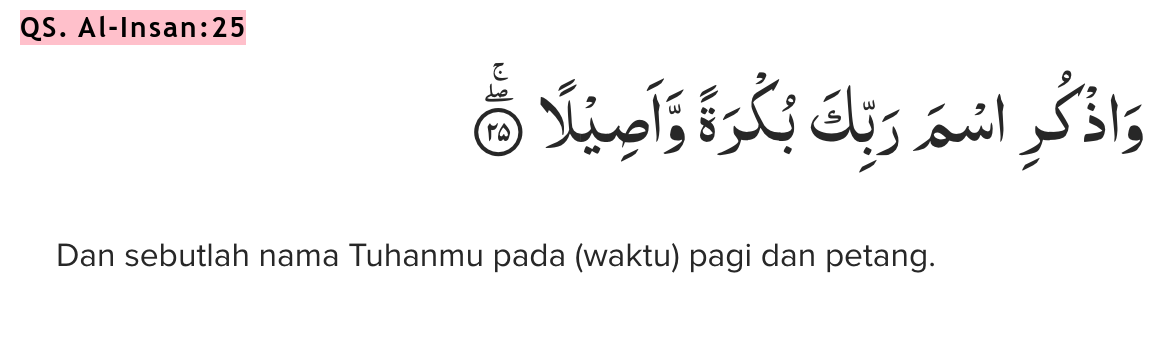 QS. Al-Insan:25
وَاذْكُرِ اسْمَ رَبِّكَ بُكْرَةً وَّاَصِيْلًاۚۖ ٢٥
Dan sebutlah nama Tuhanmu pada (waktu) pagi dan petang.